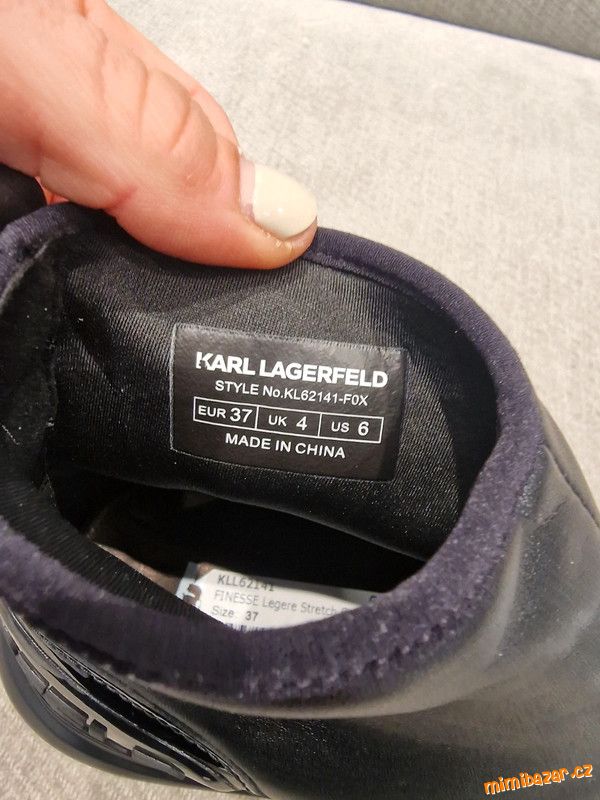 KARL LAGERFELD
STYLE No.KL62141-F0X
EUR 37 UK 4 US 6
MADE IN CHINA
KLL62141
FINESSE Legere Stretch
Size: 37
mimibazar.cz